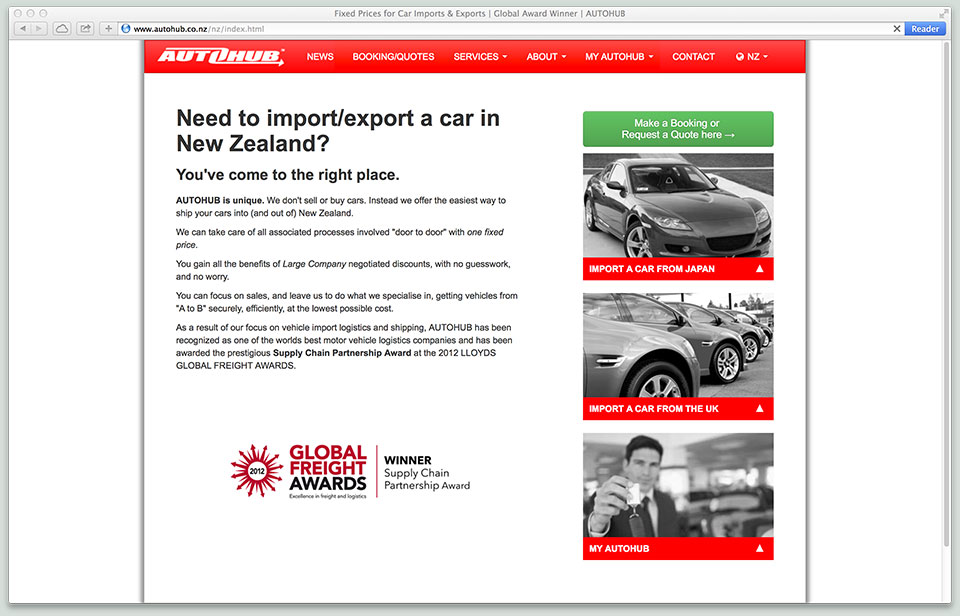 Fixed Prices for Car Imports & Exports | Global Award Winner | AUTOHUB
www.autohub.co.nz/nz/index.html
Reader
AUTOHUB
NEWS BOOKING/QUOTES SERVICES ABOUT MY AUTOHUB CONTACT NZ
Need to import/export a car in
New Zealand?
You've come to the right place.
AUTOHUB is unique. We don't sell or buy cars. Instead we offer the easiest way to
ship your cars into (and out of) New Zealand.
We can take care of all associated processes involved "door to door" with one fixed
price.
You gain all the benefits of Large Company negotiated discounts, with no guesswork,
and no worry.
You can focus on sales, and leave us to do what we specialise in, getting vehicles from
"A to B" securely, efficiently, at the lowest possible cost.
As a result of our focus on vehicle import logistics and shipping, AUTOHUB has been
recognized as one of the worlds best motor vehicle logistics companies and has been
awarded the prestigious Supply Chain Partnership Award at the 2012 LLOYDS
GLOBAL FREIGHT AWARDS.
2012
GLOBAL
FREIGHT
AWARDS
Excellence in freight and logistics
WINNER
Supply Chain
Partnership Award
Make a Booking or
Request a Quote here →
IMPORT A CAR FROM JAPAN ▲
IMPORT A CAR FROM THE UK ▲
MY AUTOHUB ▲